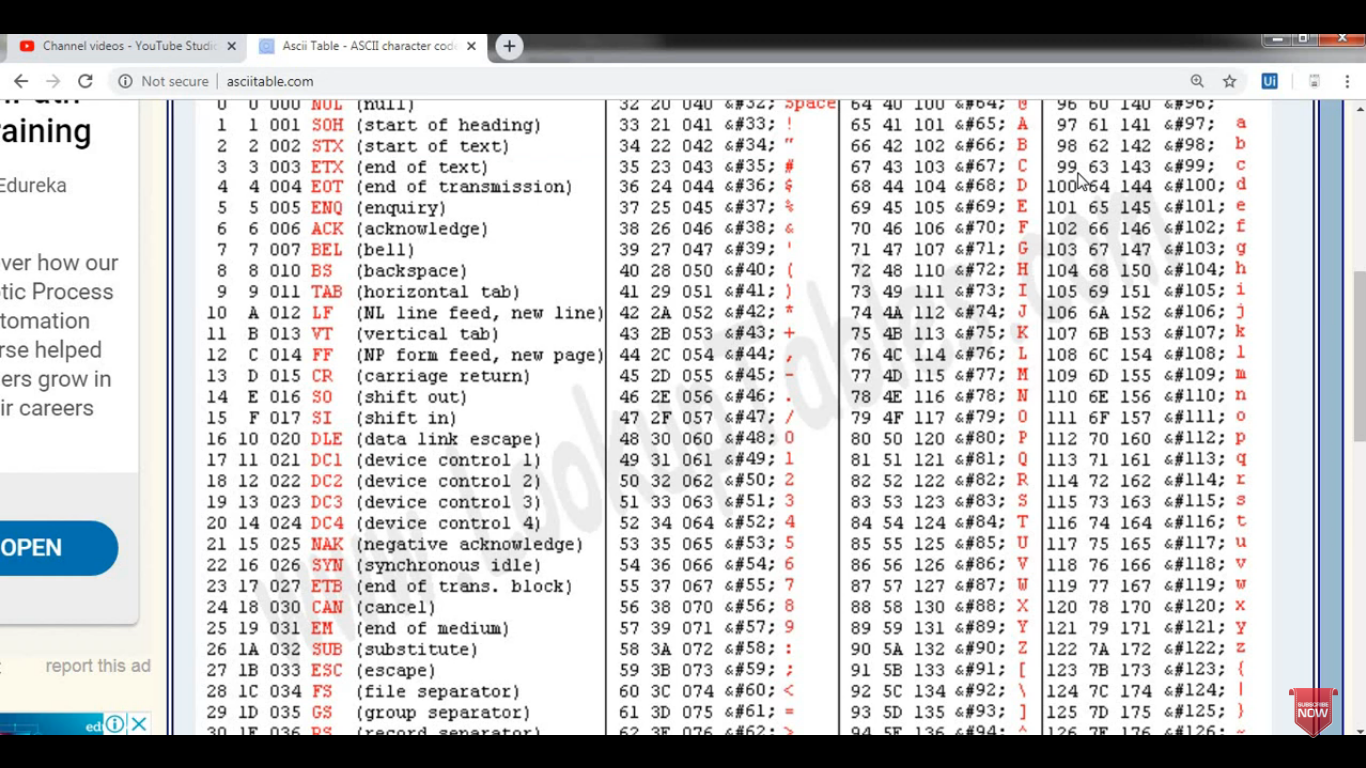 Channel videos - YouTube Studi
Ascii Table - ASCII character code
Not secure
asciitable.com
Ui
raining
Edureka
ver how our
tic Process
tomation
rse helped
ers grow in
ir careers
OPEN
report this ad
0 0 000 NUL (null) 32 20 040 &#32; Space 64 40 100 &#64; @ 96 60 140 &#96;
1 1 001 SOH (start of heading) 33 21 041 &#33; ! 65 41 101 &#65; A 97 61 141 &#97; a
2 2 002 STX (start of text) 34 22 042 &#34; " 66 42 102 &#66; B 98 62 142 &#98; b
3 3 003 ETX (end of text) 35 23 043 &#35; # 67 43 103 &#67; C 99 63 143 &#99; c
4 4 004 EOT (end of transmission) 36 24 044 &#36; $ 68 44 104 &#68; D 100 64 144 &#100; d
5 5 005 ENQ (enquiry) 37 25 045 &#37; % 69 45 105 &#69; E 101 65 145 &#101; e
6 6 006 ACK (acknowledge) 38 26 046 &#38; & 70 46 106 &#70; F 102 66 146 &#102; f
7 7 007 BEL (bell) 39 27 047 &#39; ' 71 47 107 &#71; G 103 67 147 &#103; g
8 8 010 BS (backspace) 40 28 050 &#40; ( 72 48 110 &#72; H 104 68 150 &#104; h
9 9 011 TAB (horizontal tab) 41 29 051 &#41; ) 73 49 111 &#73; I 105 69 151 &#105; i
10 A 012 LF (NL line feed, new line) 42 2A 052 &#42; * 74 4A 112 &#74; J 106 6A 152 &#106; j
11 B 013 VT (vertical tab) 43 2B 053 &#43; + 75 4B 113 &#75; K 107 6B 153 &#107; k
12 C 014 FF (NP form feed, new page) 44 2C 054 &#44; , 76 4C 114 &#76; L 108 6C 154 &#108; l
13 D 015 CR (carriage return) 45 2D 055 &#45; - 77 4D 115 &#77; M 109 6D 155 &#109; m
14 E 016 SO (shift out) 46 2E 056 &#46; . 78 4E 116 &#78; N 110 6E 156 &#110; n
15 F 017 SI (shift in) 47 2F 057 &#47; / 79 4F 117 &#79; O 111 6F 157 &#111; o
16 10 020 DLE (data link escape) 48 30 060 &#48; 0 80 50 120 &#80; P 112 70 160 &#112; p
17 11 021 DC1 (device control 1) 49 31 061 &#49; 1 81 51 121 &#81; Q 113 71 161 &#113; q
18 12 022 DC2 (device control 2) 50 32 062 &#50; 2 82 52 122 &#82; R 114 72 162 &#114; r
19 13 023 DC3 (device control 3) 51 33 063 &#51; 3 83 53 123 &#83; S 115 73 163 &#115; s
20 14 024 DC4 (device control 4) 52 34 064 &#52; 4 84 54 124 &#84; T 116 74 164 &#116; t
21 15 025 NAK (negative acknowledge) 53 35 065 &#53; 5 85 55 125 &#85; U 117 75 165 &#117; u
22 16 026 SYN (synchronous idle) 54 36 066 &#54; 6 86 56 126 &#86; V 118 76 166 &#118; v
23 17 027 ETB (end of trans. block) 55 37 067 &#55; 7 87 57 127 &#87; W 119 77 167 &#119; w
24 18 030 CAN (cancel) 56 38 070 &#56; 8 88 58 130 &#88; X 120 78 170 &#120; x
25 19 031 EM (end of medium) 57 39 071 &#57; 9 89 59 131 &#89; Y 121 79 171 &#121; y
26 1A 032 SUB (substitute) 58 3A 072 &#58; : 90 5A 132 &#90; Z 122 7A 172 &#122; z
27 1B 033 ESC (escape) 59 3B 073 &#59; ; 91 5B 133 &#91; [ 123 7B 173 &#123; {
28 1C 034 FS (file separator) 60 3C 074 &#60; < 92 5C 134 &#92; \ 124 7C 174 &#124; |
29 1D 035 GS (group separator) 61 3D 075 &#61; = 93 5D 135 &#93; ] 125 7D 175 &#125; }
30 1E 036 RS (record separator) 62 3E 076 &#62; > 94 5E 136 &#94; ^ 126 7E 176 &#126; ~
www.LookupTables.com
SUBSCRIBE
NOW